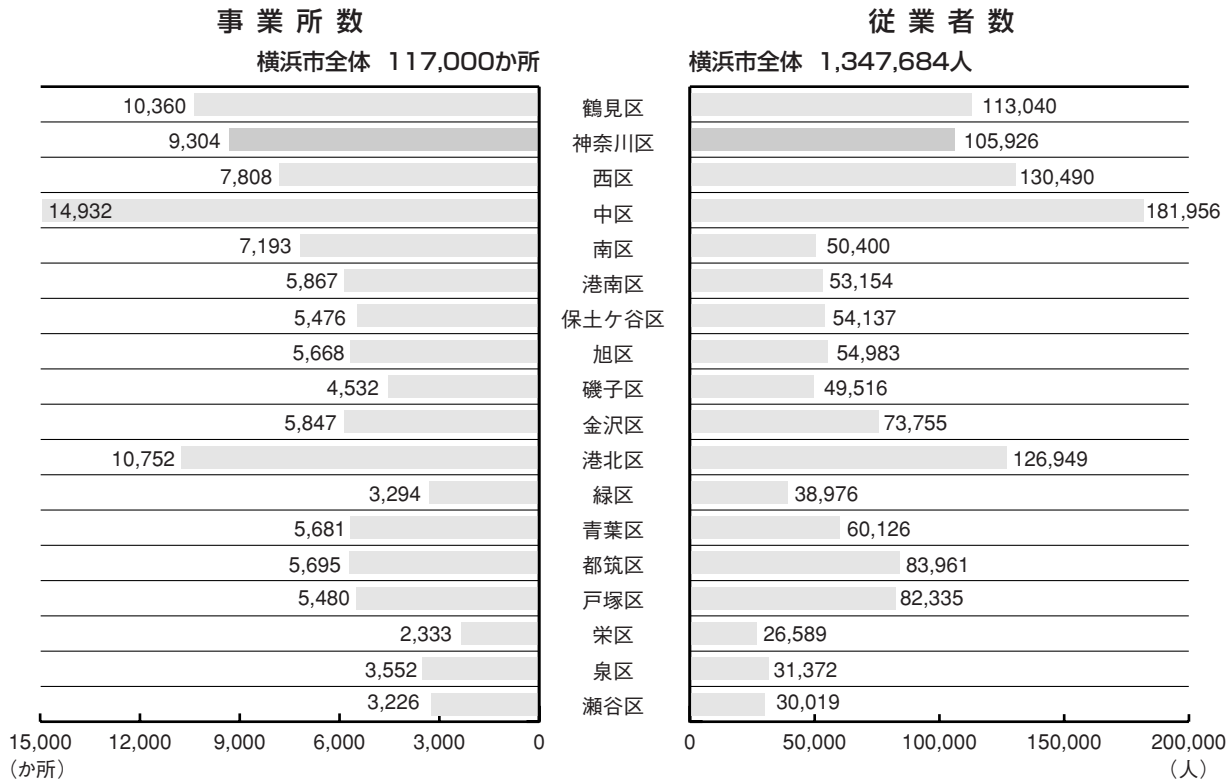 事業所数
従業者数
横浜市全体 117,000か所
横浜市全体 1,347,684人
10,360 鶴見区 113,040
9,304 神奈川区 105,926
7,808 西区 130,490
14,932 中区 181,956
7,193 南区 50,400
5,867 港南区 53,154
5,476 保土ケ谷区 54,137
5,668 旭区 54,983
4,532 磯子区 49,516
5,847 金沢区 73,755
10,752 港北区 126,949
3,294 緑区 38,976
5,681 青葉区 60,126
5,695 都筑区 83,961
5,480 戸塚区 82,335
2,333 栄区 26,589
3,552 泉区 31,372
3,226 瀬谷区 30,019
15,000 12,000 9,000 6,000 3,000 0 0 50,000 100,000 150,000 200,000
（か所） （人）